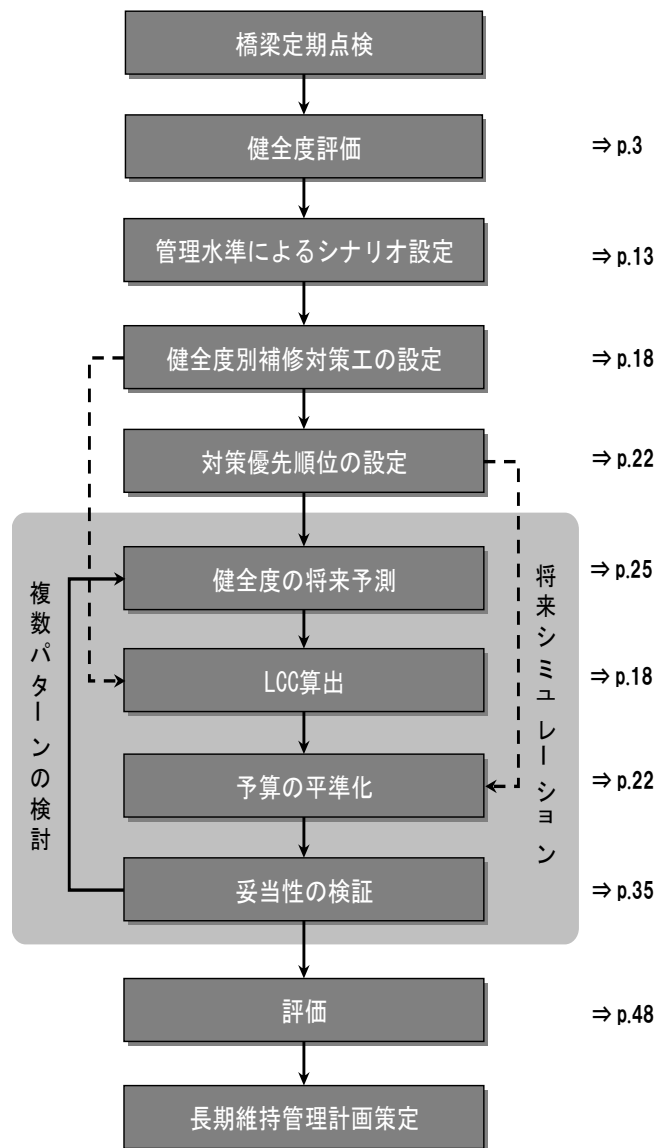 橋梁定期点検
健全度評価
⇒ p.3
管理水準によるシナリオ設定
⇒ p.13
健全度別補修対策工の設定
⇒ p.18
対策優先順位の設定
⇒ p.22
複数パターンの検討
将来シミュレーション
健全度の将来予測
⇒ p.25
LCC算出
⇒ p.18
予算の平準化
⇒ p.22
妥当性の検証
⇒ p.35
評価
⇒ p.48
長期維持管理計画策定